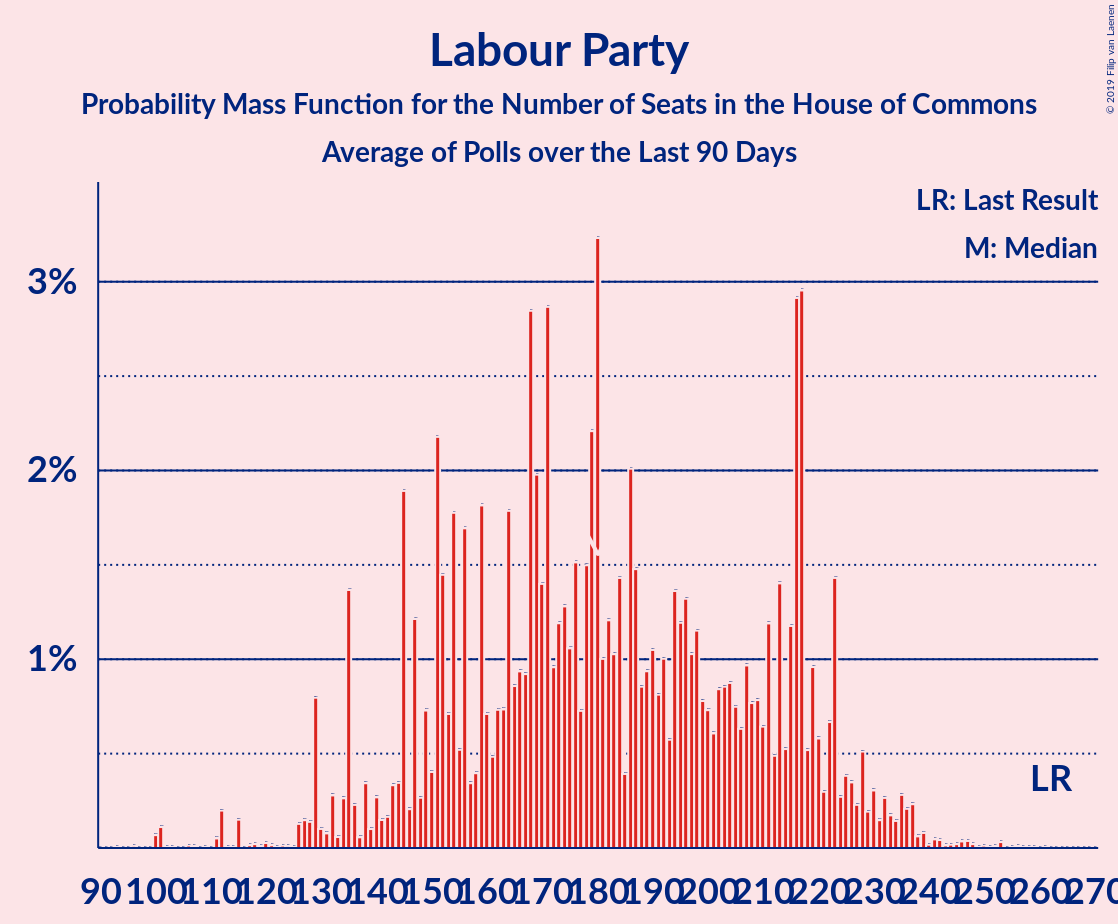 Labour Party
Probability Mass Function for the Number of Seats in the House of Commons
Average of Polls over the Last 90 Days
© 2019 Filip van Laenen
LR: Last Result
M: Median
3%
2%
1%
LR
90 100 110 120 130 140 150 160 170 180 190 200 210 220 230 240 250 260 270